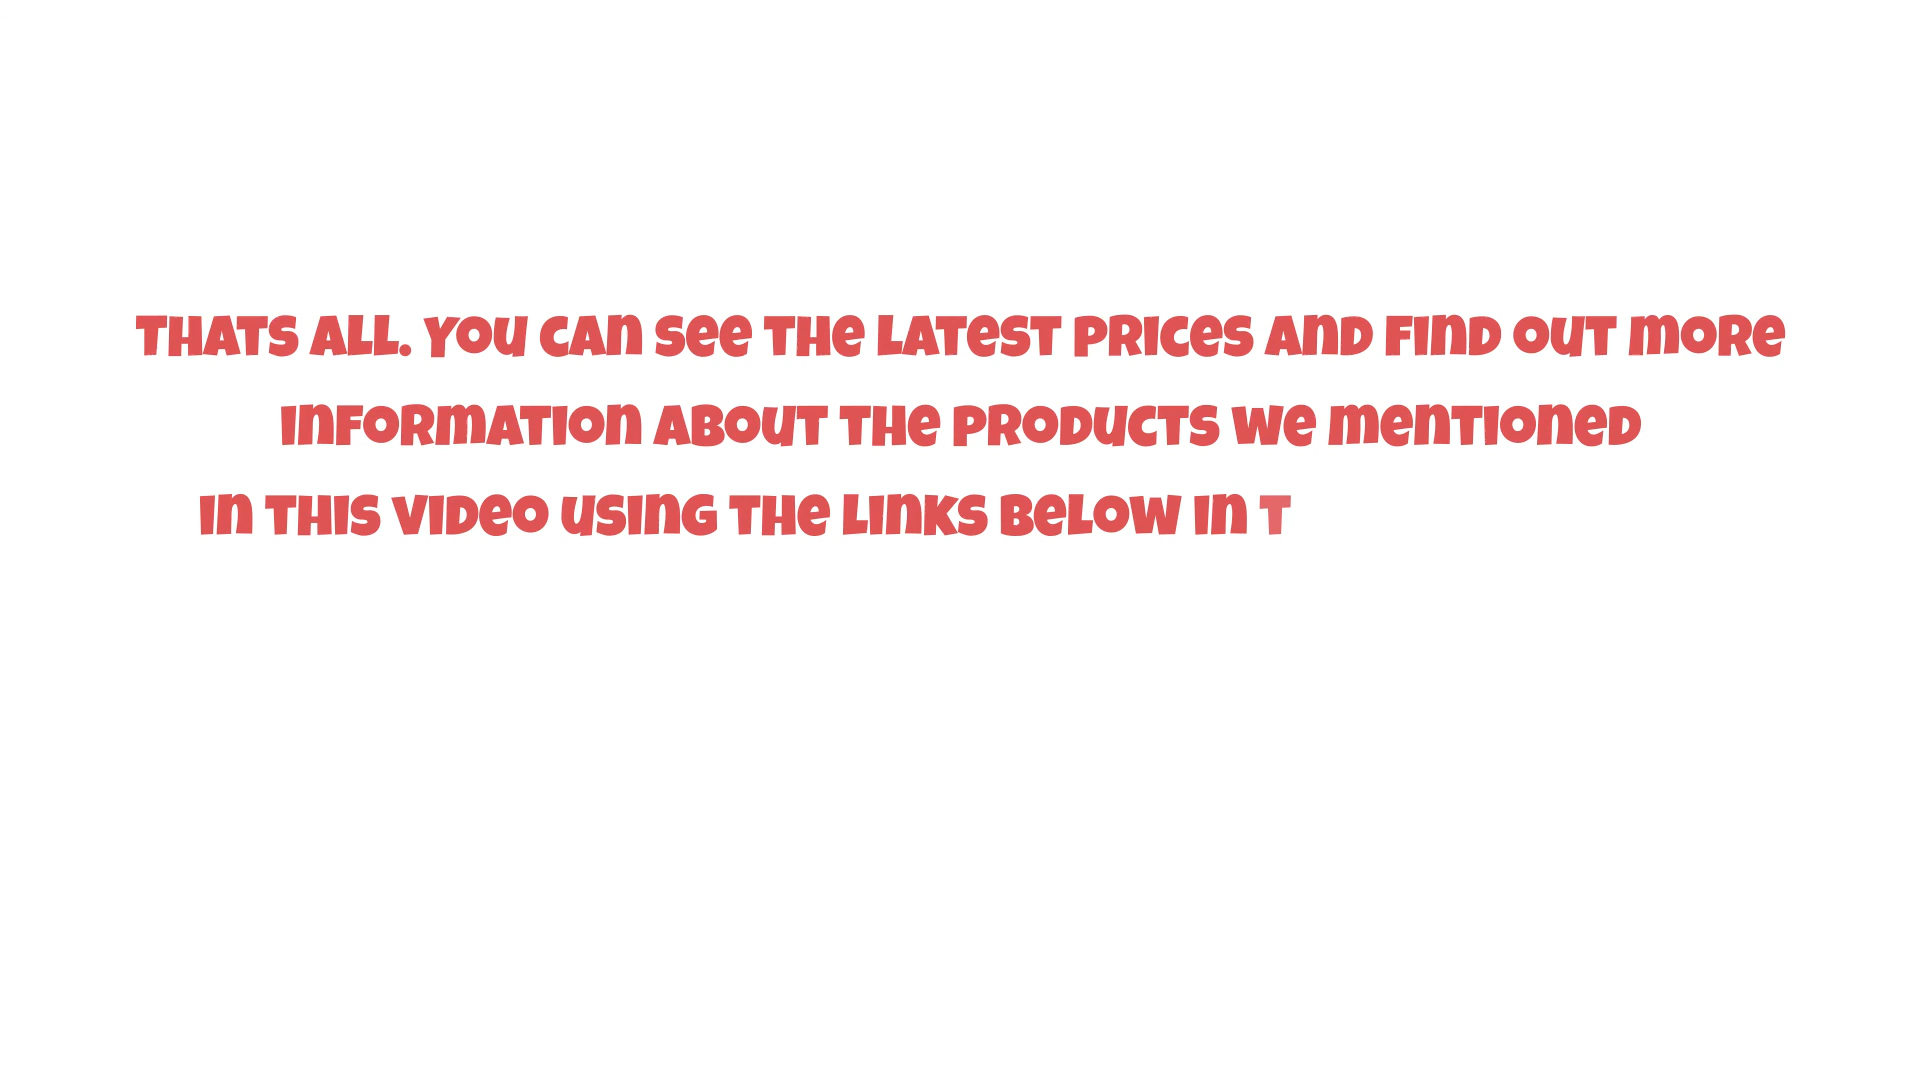 Thats all. You can see the latest prices and find out more
information about the products we mentioned
in this video using the links below in t